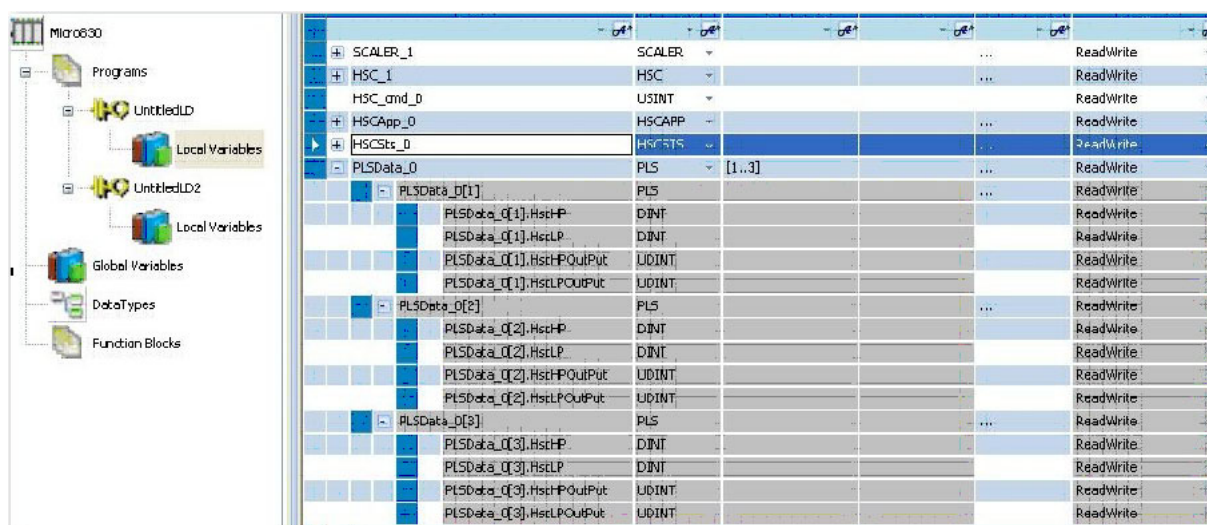 Micro830
Programs
UntitledLD
Local Variables
UntitledLD2
Local Variables
Global Variables
DataTypes
Function Blocks
SCALER_1 SCALER ... ReadWrite
HSC_1 HSC ... ReadWrite
HSC_cmd_0 USINT ReadWrite
HSCApp_0 HSCAPP ... ReadWrite
HSCSts_0 HSCSTS ... ReadWrite
PLSData_0 PLS [1..3] ... ReadWrite
PLSData_0[1] PLS ... ReadWrite
PLSData_0[1].HscHP DINT ReadWrite
PLSData_0[1].HscLP DINT ReadWrite
PLSData_0[1].HscHPOutPut UDINT ReadWrite
PLSData_0[1].HscLPOutPut UDINT ReadWrite
PLSData_0[2] PLS ... ReadWrite
PLSData_0[2].HscHP DINT ReadWrite
PLSData_0[2].HscLP DINT ReadWrite
PLSData_0[2].HscHPOutPut UDINT ReadWrite
PLSData_0[2].HscLPOutPut UDINT ReadWrite
PLSData_0[3] PLS ... ReadWrite
PLSData_0[3].HscHP DINT ReadWrite
PLSData_0[3].HscLP DINT ReadWrite
PLSData_0[3].HscHPOutPut UDINT ReadWrite
PLSData_0[3].HscLPOutPut UDINT ReadWrite